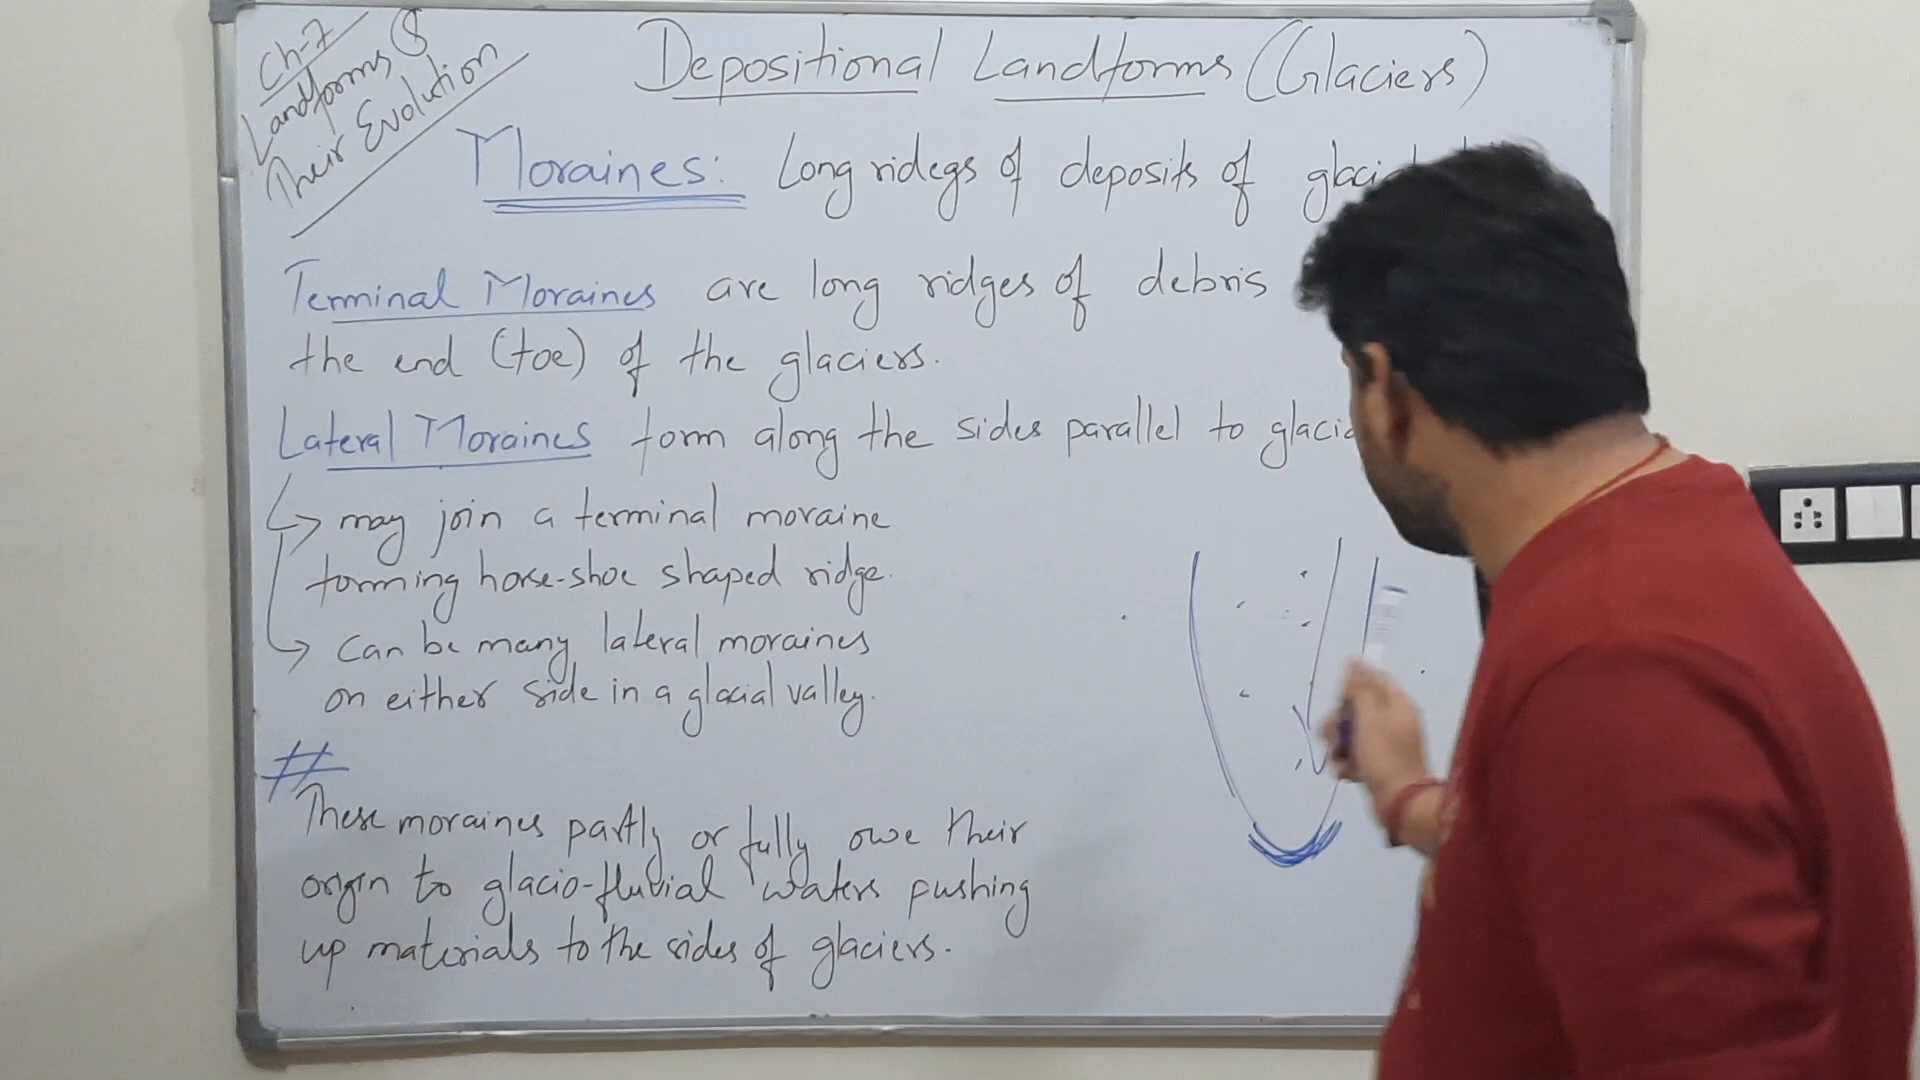 Ch-7
Landforms &
Their Evolution
Depositional Landforms (Glaciers)
Moraines: Long ridegs of deposits of
Terminal Moraines are long ridges of debris
the end (toe) of the glaciers.
Lateral Moraines form along the sides parallel to
→ may join a terminal moraine
forming horse-shoe shaped ridge.
→ Can be many lateral moraines
on either side in a glacial valley.
#
These moraines partly or fully owe their
origin to glacio-fluvial waters pushing
up materials to the sides of glaciers.